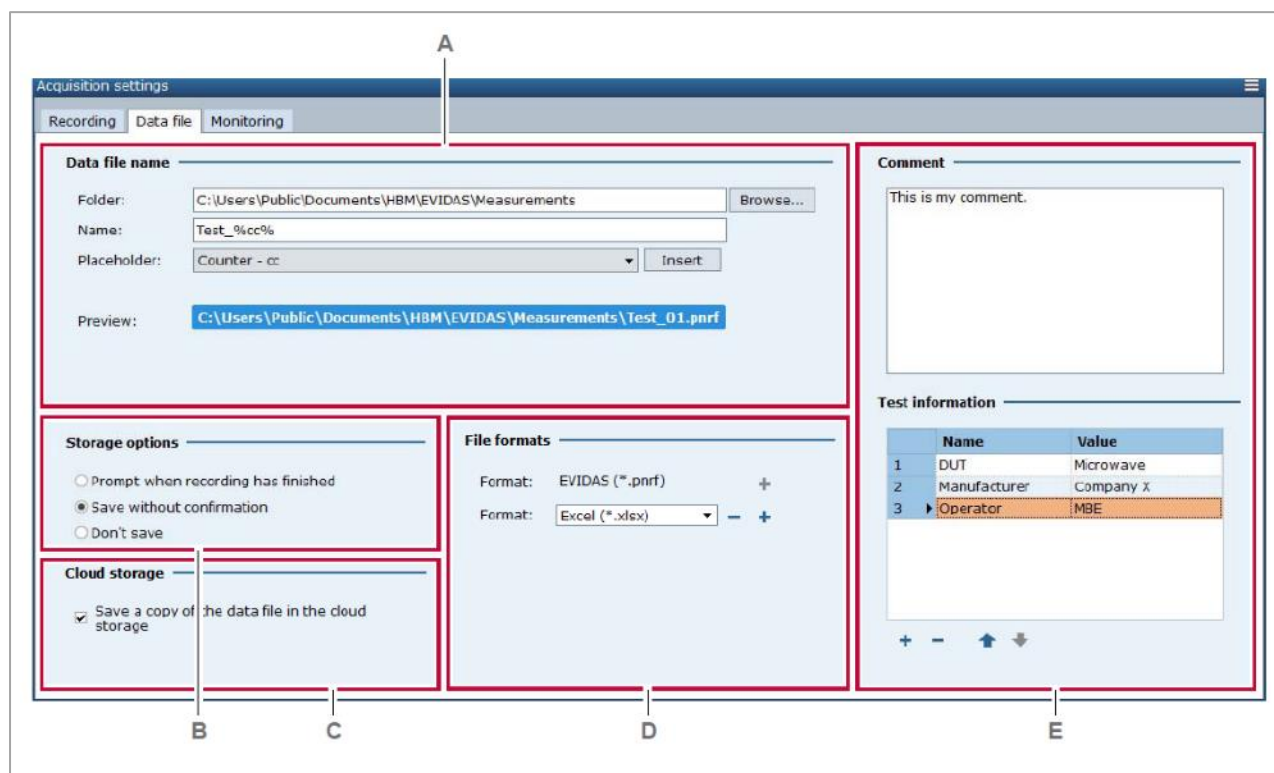 A
Acquisition settings
Recording Data file Monitoring
Data file name
Folder: C:\Users\Public\Documents\HBM\EVIDAS\Measurements Browse...
Name: Test_%cc%
Placeholder: Counter - cc Insert
Preview: C:\Users\Public\Documents\HBM\EVIDAS\Measurements\Test_01.pnrf
Storage options
Prompt when recording has finished
Save without confirmation
Don't save
Cloud storage
Save a copy of the data file in the cloud
storage
File formats
Format: EVIDAS (*.pnrf) +
Format: Excel (*.xlsx) - +
Comment
This is my comment.
Test information
Name Value
1 DUT Microwave
2 Manufacturer Company X
3 Operator MBE
+ -
B C D E